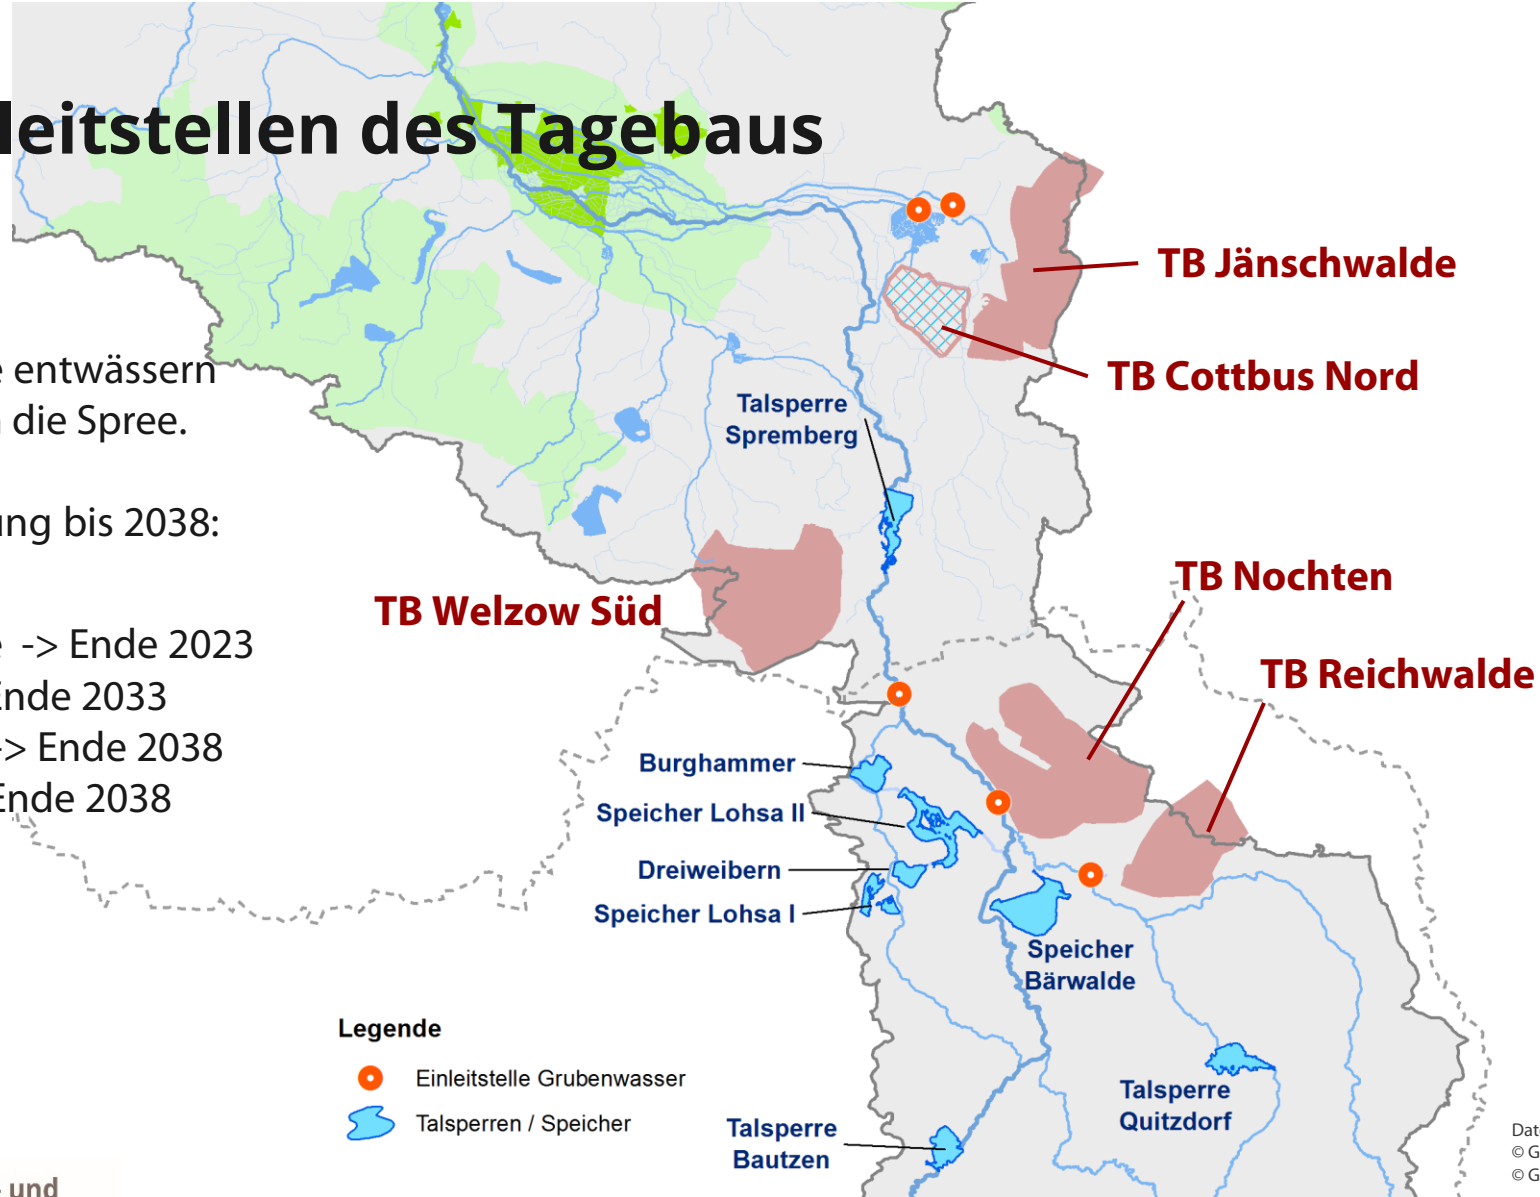 leitstellen des Tagebaus
entwässern
die Spree.
ung bis 2038:
-> Ende 2023
Ende 2033
-> Ende 2038
Ende 2038
TB Jänschwalde
TB Cottbus Nord
Talsperre
Spremberg
TB Nochten
TB Welzow Süd
TB Reichwalde
Burghammer
Speicher Lohsa II
Dreiweibern
Speicher Lohsa I
Speicher
Bärwalde
Legende
Einleitstelle Grubenwasser
Talsperren / Speicher
Talsperre
Quitzdorf
Talsperre
Bautzen
Dat
© G
© G
und